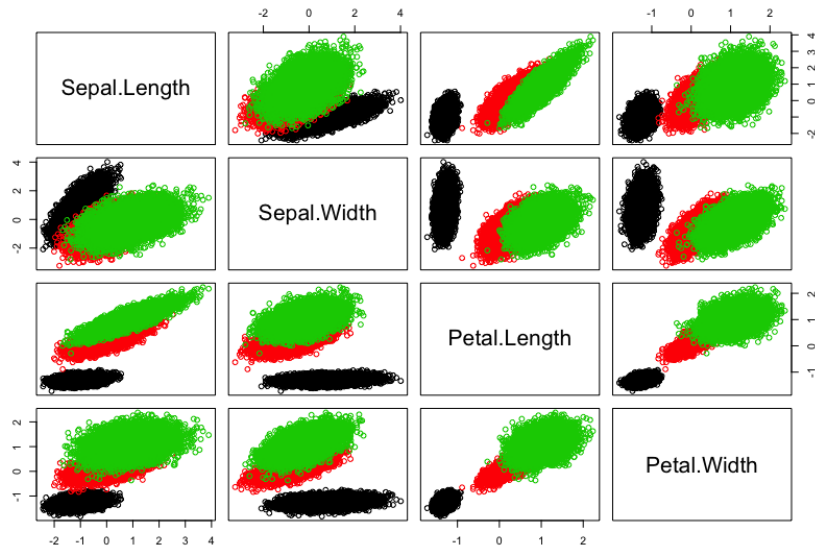 -2 0 2 4 -1 0 1 2
Sepal.Length
-2 0 1 2 3 4
-2 0 2 4
Sepal.Width
Petal.Length
-1 0 1 2
-1 0 1 2
Petal.Width
-2 -1 0 1 2 3 4 -1 0 1 2